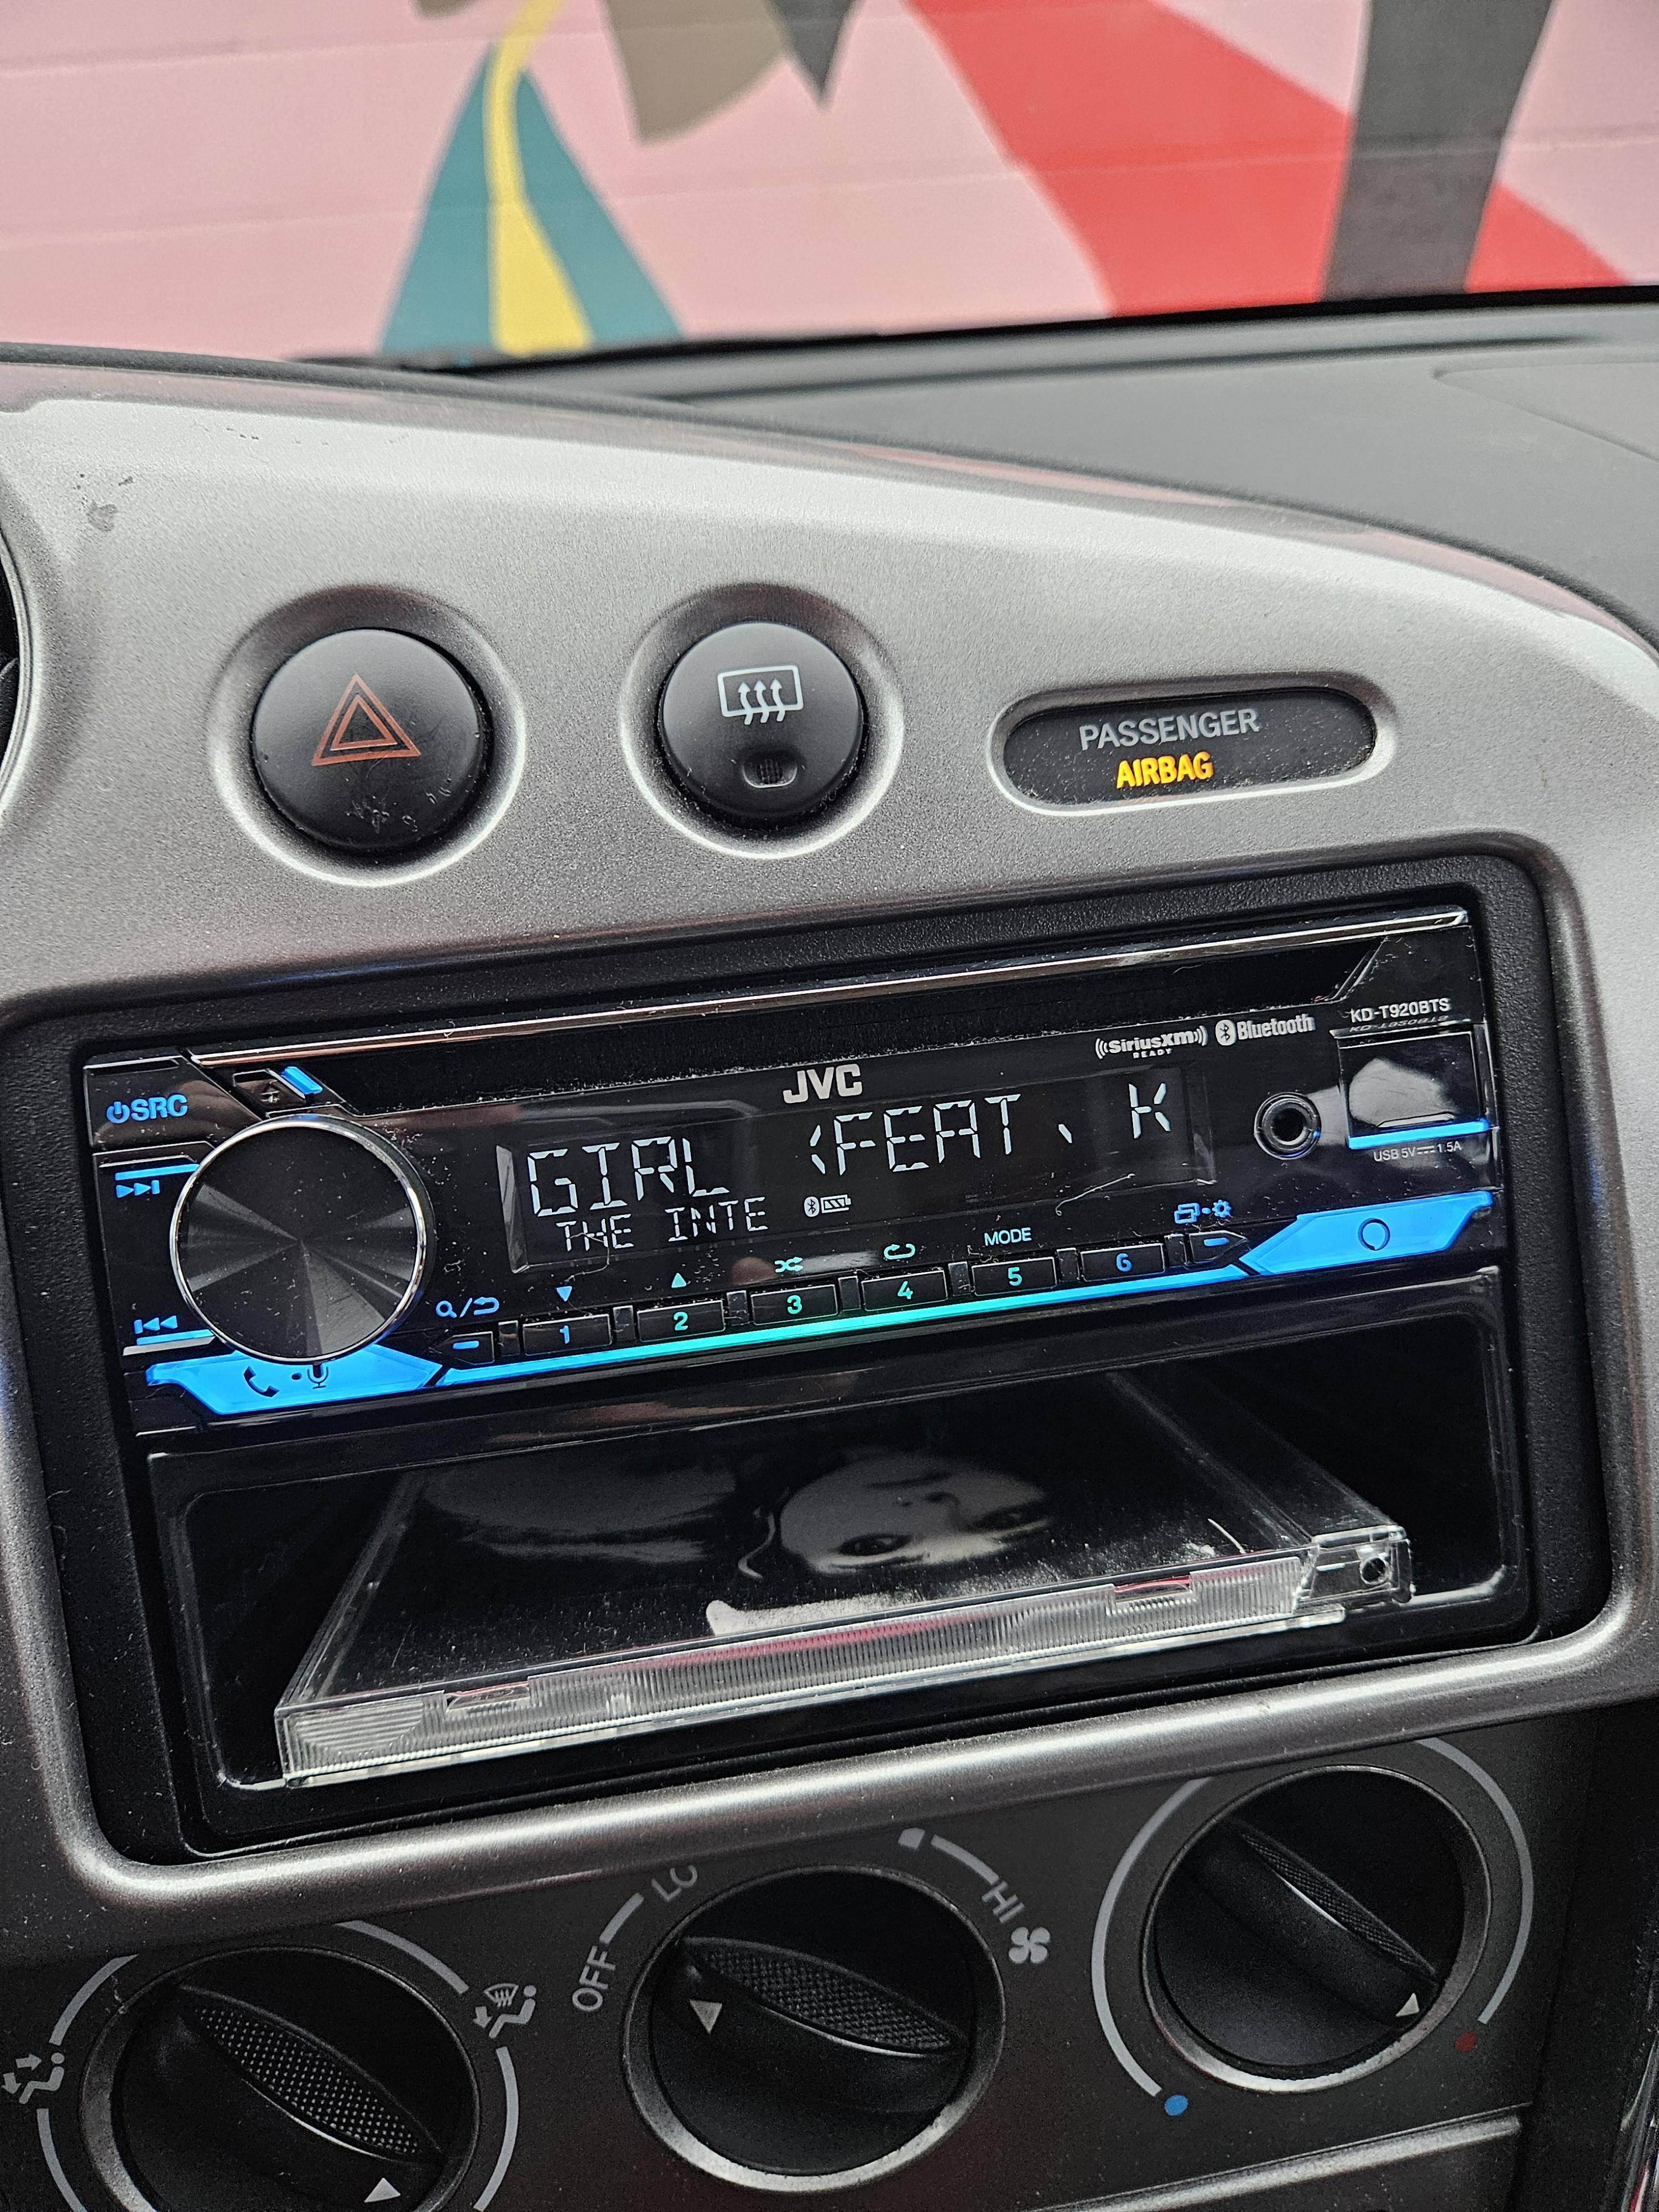 PASSENGER
AIRBAG
KD-T920BTS
((SiriusXM)) Bluetooth
READY
JVC
SRC
GIRL (FEAT. K
THE INTE
USB 5V 1.5A
MODE
1 2 3 4 5 6
OFF LO HI